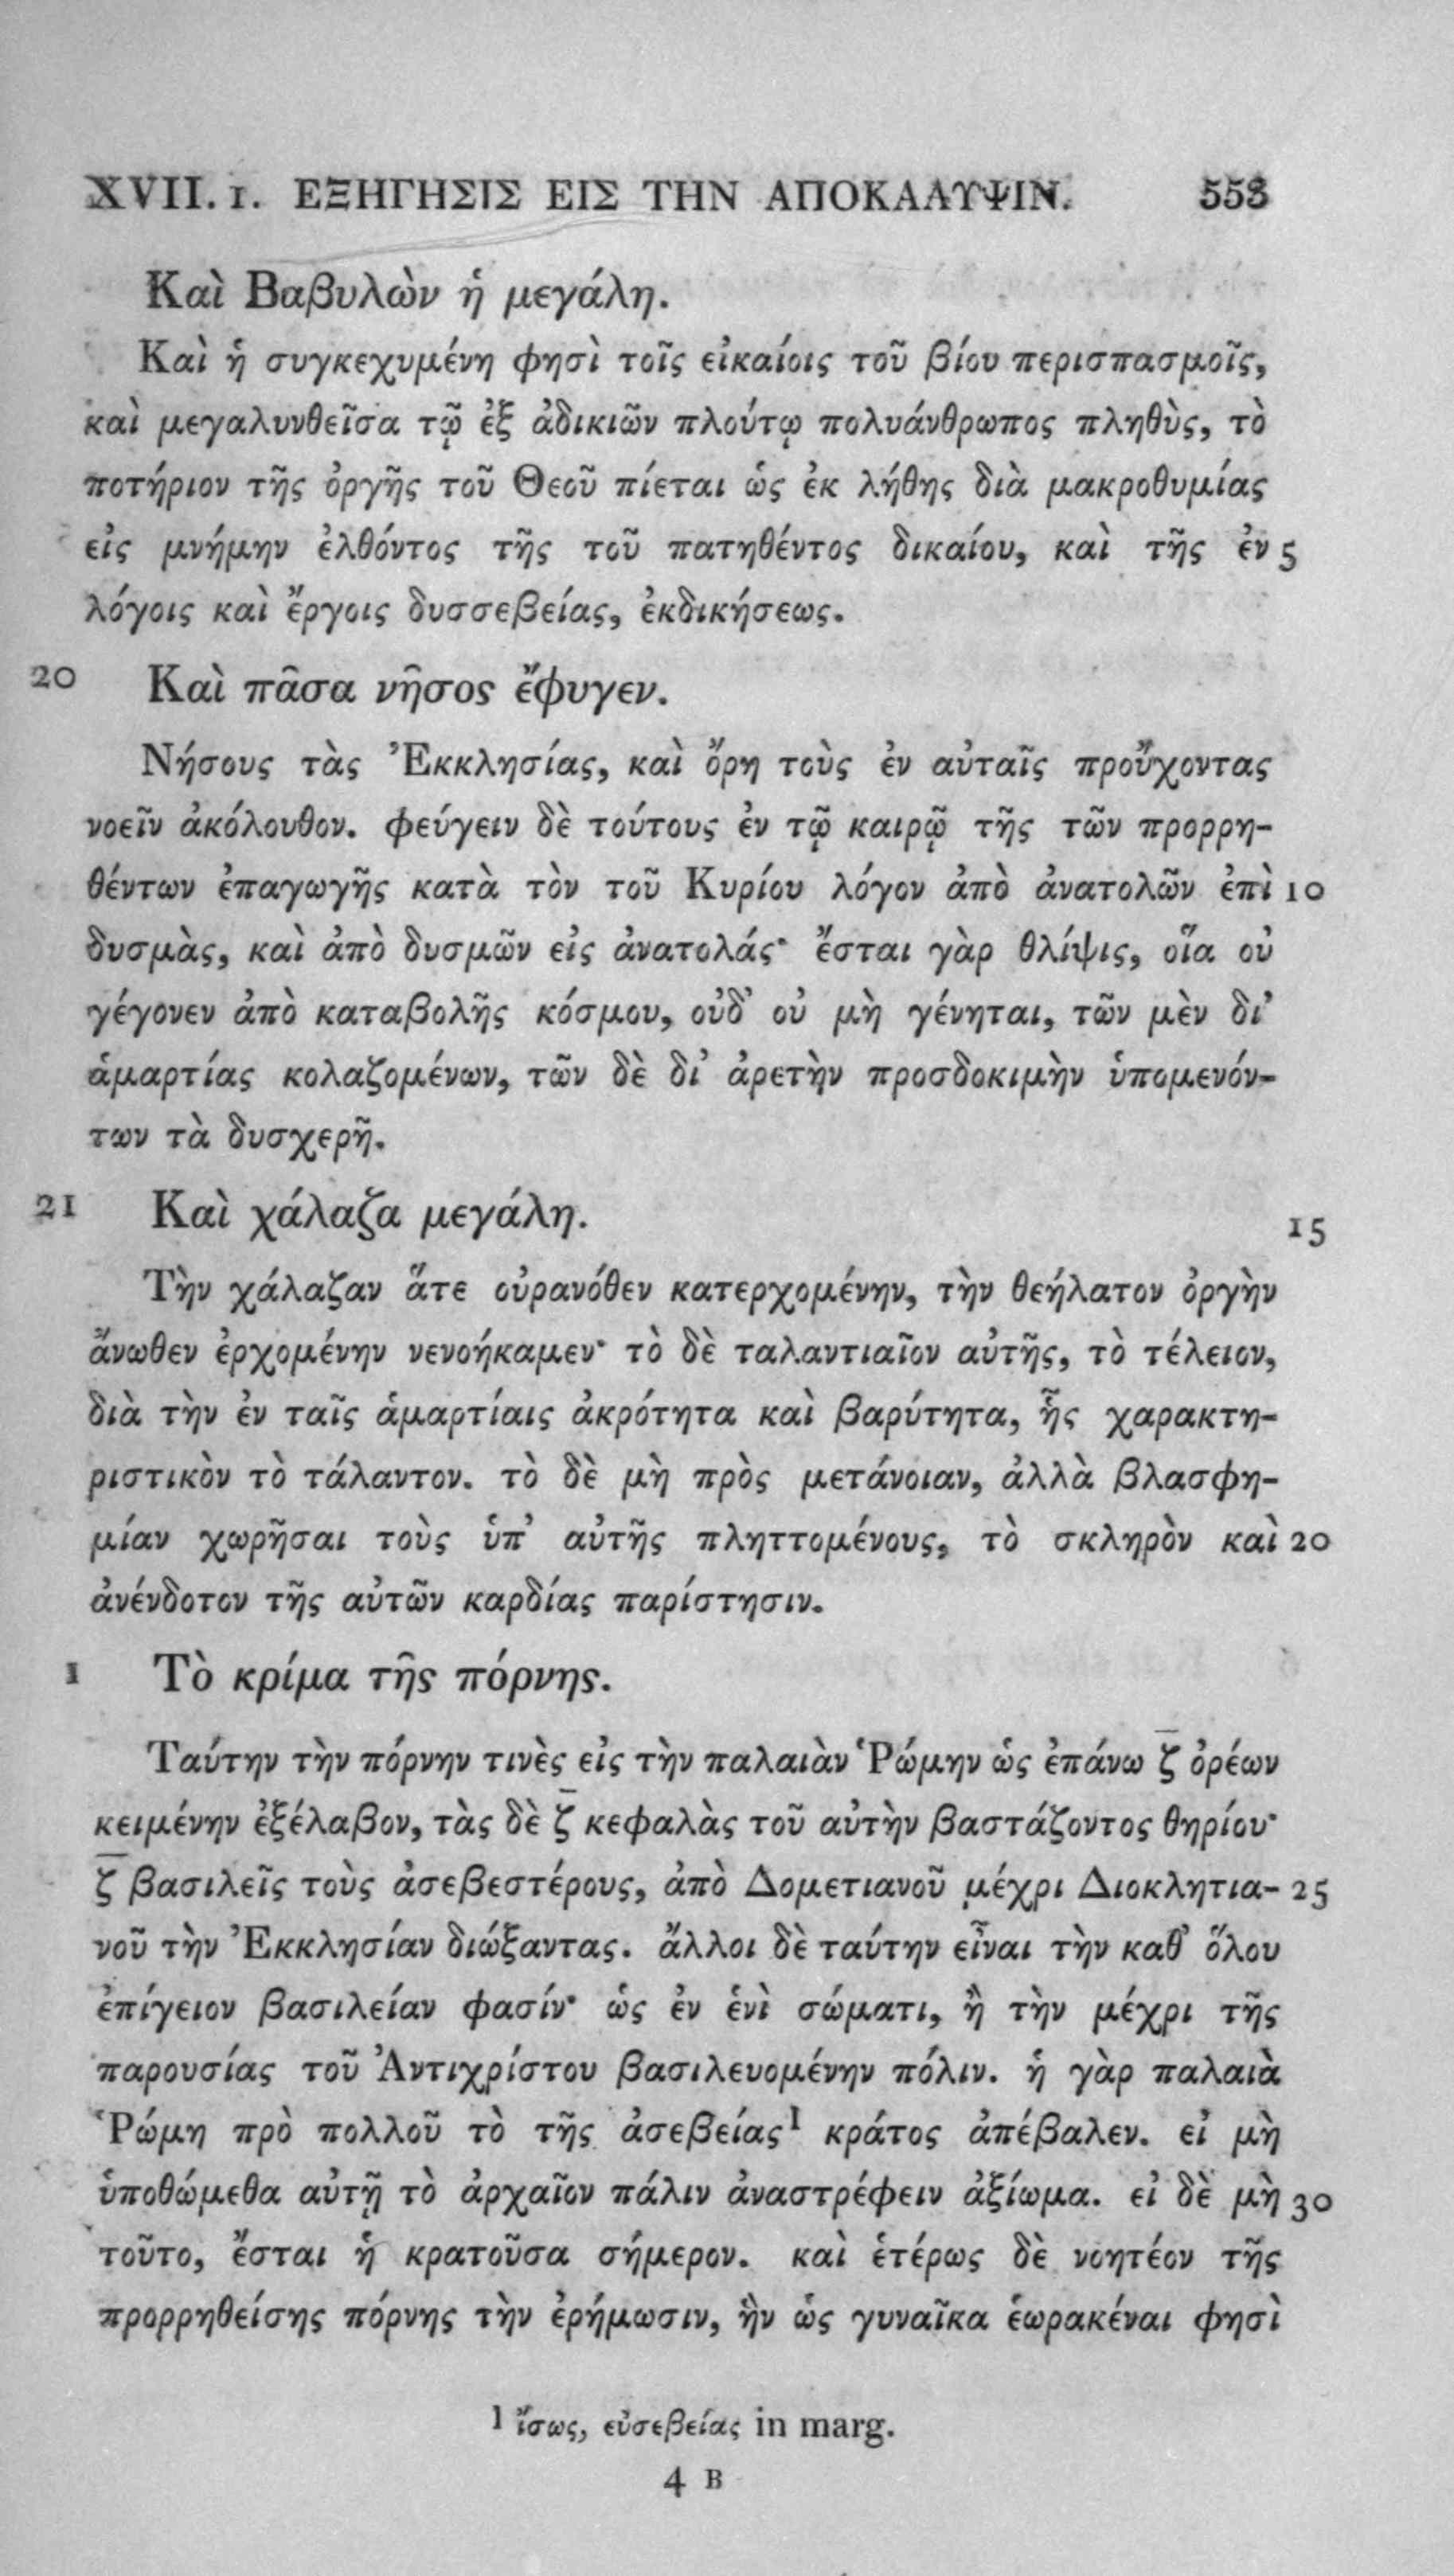 XVII. 1. ΕΞΗΓΗΣΙΣ ΕΙΣ ΤΗΝ ΑΠΟΚΑΛΥΨΙΝ. 553
Καὶ Βαβυλὼν ἡ μεγάλη.
Καὶ ἡ συγκεχυμένη φησὶ τοῖς εἰκαίοις τοῦ βίου περισπασμοῖς,
καὶ μεγαλυνθεῖσα τῷ ἐξ ἀδικιῶν πλούτῳ πολυάνθρωπος πληθὺς, τὸ
ποτήριον τῆς ὀργῆς τοῦ Θεοῦ πίεται ὡς ἐκ λήθης διὰ μακροθυμίας
εἰς μνήμην ἐλθόντος τῆς τοῦ πατηθέντος δικαίου, καὶ τῆς ἐν 5
λόγοις καὶ ἔργοις δυσσεβείας, ἐκδικήσεως.
20 Καὶ πᾶσα νῆσος ἔφυγεν.
Νήσους τὰς Ἐκκλησίας, καὶ ὄρη τοὺς ἐν αὐταῖς προὔχοντας
νοεῖν ἀκόλουθον. φεύγειν δὲ τούτους ἐν τῷ καιρῷ τῆς τῶν προρρη-
θέντων ἐπαγωγῆς κατὰ τὸν τοῦ Κυρίου λόγον ἀπὸ ἀνατολῶν ἐπὶ 10
δυσμὰς, καὶ ἀπὸ δυσμῶν εἰς ἀνατολάς· ἔσται γὰρ θλίψις, οἵα οὐ
γέγονεν ἀπὸ καταβολῆς κόσμου, οὐδ᾽ οὐ μὴ γένηται, τῶν μὲν δι᾽
ἁμαρτίας κολαζομένων, τῶν δὲ δι᾽ ἀρετὴν προσδοκιμὴν ὑπομενόν-
των τὰ δυσχερῆ.
21 Καὶ χάλαζα μεγάλη. 15
Τὴν χάλαζαν ἅτε οὐρανόθεν κατερχομένην, τὴν θεήλατον ὀργὴν
ἄνωθεν ἐρχομένην νενοήκαμεν· τὸ δὲ ταλαντιαῖον αὐτῆς, τὸ τέλειον,
διὰ τὴν ἐν ταῖς ἁμαρτίαις ἀκρότητα καὶ βαρύτητα, ἧς χαρακτη-
ριστικὸν τὸ τάλαντον. τὸ δὲ μὴ πρὸς μετάνοιαν, ἀλλὰ βλασφη-
μίαν χωρῆσαι τοὺς ὑπ᾽ αὐτῆς πληττομένους, τὸ σκληρὸν καὶ 20
ἀνένδοτον τῆς αὐτῶν καρδίας παρίστησιν.
1 Τὸ κρίμα τῆς πόρνης.
Ταύτην τὴν πόρνην τινὲς εἰς τὴν παλαιὰν Ῥώμην ὡς ἐπάνω ζ̅ ὀρέων
κειμένην ἐξέλαβον, τὰς δὲ ζ̅ κεφαλὰς τοῦ αὐτὴν βαστάζοντος θηρίου·
ζ̅ βασιλεῖς τοὺς ἀσεβεστέρους, ἀπὸ Δομετιανοῦ μέχρι Διοκλητια- 25
νοῦ τὴν Ἐκκλησίαν διώξαντας. ἄλλοι δὲ ταύτην εἶναι τὴν καθ᾽ ὅλου
ἐπίγειον βασιλείαν φασίν· ὡς ἐν ἑνὶ σώματι, ἢ τὴν μέχρι τῆς
παρουσίας τοῦ Ἀντιχρίστου βασιλευομένην πόλιν. ἡ γὰρ παλαιὰ
Ῥώμη πρὸ πολλοῦ τὸ τῆς ἀσεβείας¹ κράτος ἀπέβαλεν. εἰ μὴ
ὑποθώμεθα αὐτῇ τὸ ἀρχαῖον πάλιν ἀναστρέφειν ἀξίωμα. εἰ δὲ μὴ 30
τοῦτο, ἔσται ἡ κρατοῦσα σήμερον. καὶ ἑτέρως δὲ νοητέον τῆς
προρρηθείσης πόρνης τὴν ἐρήμωσιν, ἣν ὡς γυναῖκα ἑωρακέναι φησὶ
¹ ἴσως, εὐσεβείας in marg.
4 B